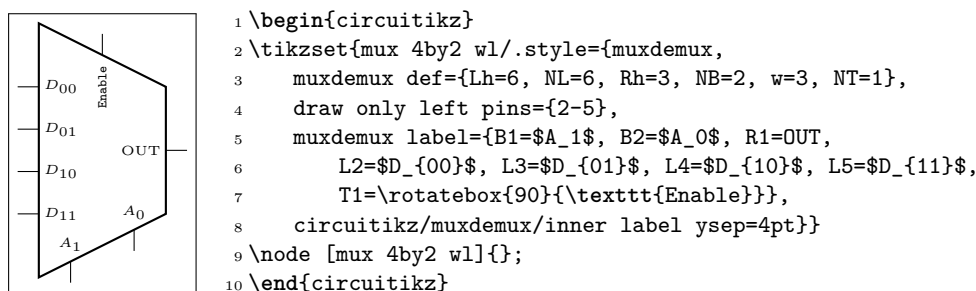 Enable
D00
D01
OUT
D10
D11
A0
A1
1 \begin{circuitikz}
2 \tikzset{mux 4by2 wl/.style={muxdemux,
3 muxdemux def={Lh=6, NL=6, Rh=3, NB=2, w=3, NT=1},
4 draw only left pins={2-5},
5 muxdemux label={B1=$A_1$, B2=$A_0$, R1=OUT,
6 L2=$D_{00}$, L3=$D_{01}$, L4=$D_{10}$, L5=$D_{11}$,
7 T1=\rotatebox{90}{\texttt{Enable}}},
8 circuitikz/muxdemux/inner label ysep=4pt}}
9 \node [mux 4by2 wl]{};
10 \end{circuitikz}